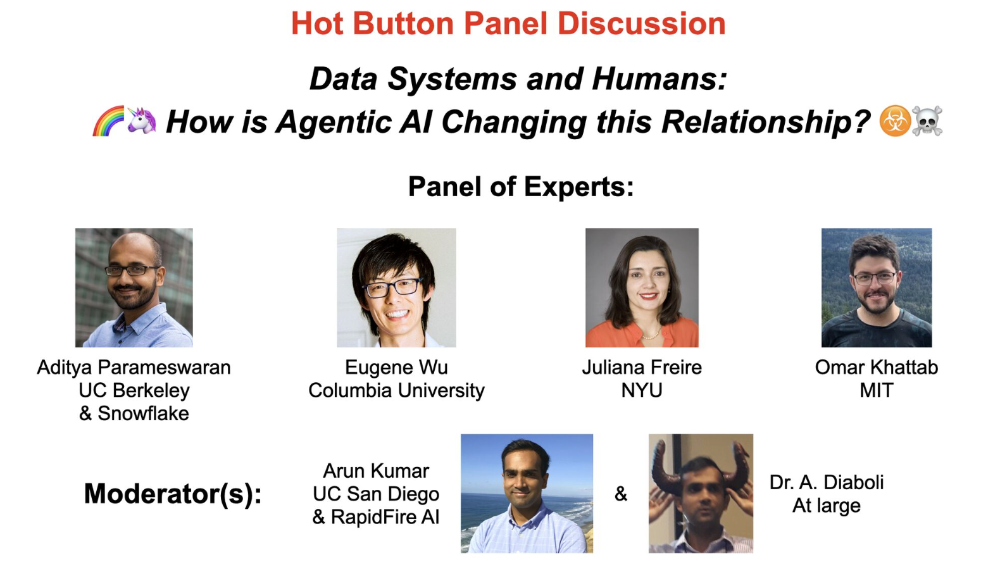 Hot Button Panel Discussion
Data Systems and Humans:
How is Agentic AI Changing this Relationship?
Panel of Experts:
Aditya Parameswaran
UC Berkeley
& Snowflake
Eugene Wu
Columbia University
Juliana Freire
NYU
Omar Khattab
MIT
Moderator(s):
Arun Kumar
UC San Diego
& RapidFire AI
&
Dr. A. Diaboli
At large